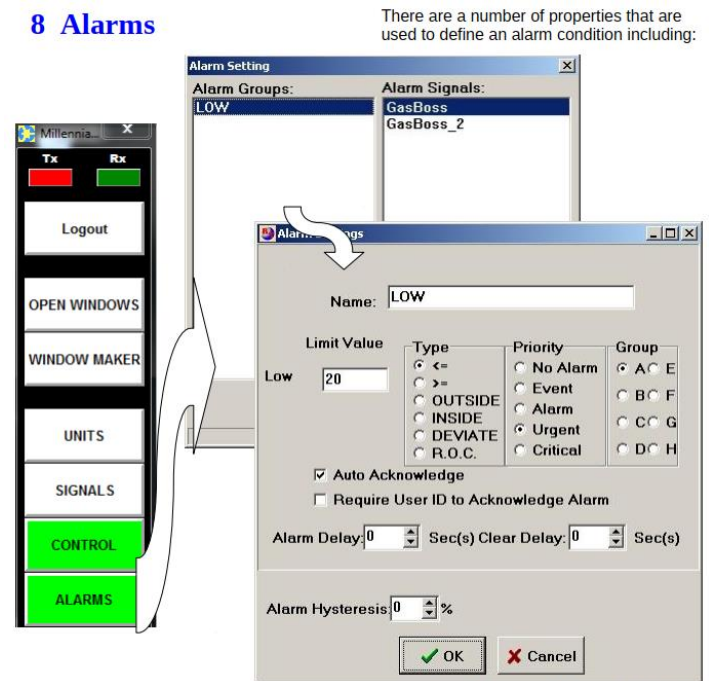 8 Alarms
There are a number of properties that are
used to define an alarm condition including:
Alarm Setting
Alarm Groups:
Alarm Signals:
LOW
GasBoss
GasBoss_2
Millennia...
Tx Rx
Logout
OPEN WINDOWS
WINDOW MAKER
UNITS
SIGNALS
CONTROL
ALARMS
Name: LOW
Limit Value
Low 20
Type
<=
>=
OUTSIDE
INSIDE
DEVIATE
R.O.C.
Priority
No Alarm
Event
Alarm
Urgent
Critical
Group
A E
B F
C G
D H
Auto Acknowledge
Require User ID to Acknowledge Alarm
Alarm Delay: 0 Sec(s) Clear Delay: 0 Sec(s)
Alarm Hysteresis: 0 %
OK Cancel